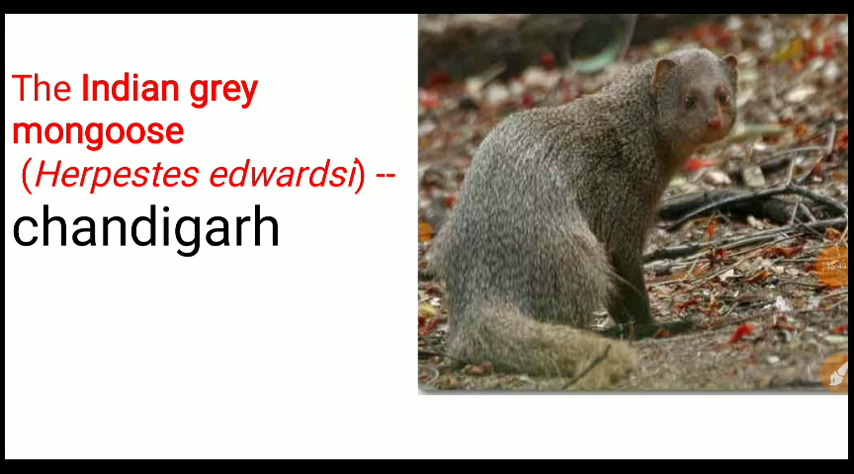 The Indian grey
mongoose
(Herpestes edwardsi) --
chandigarh